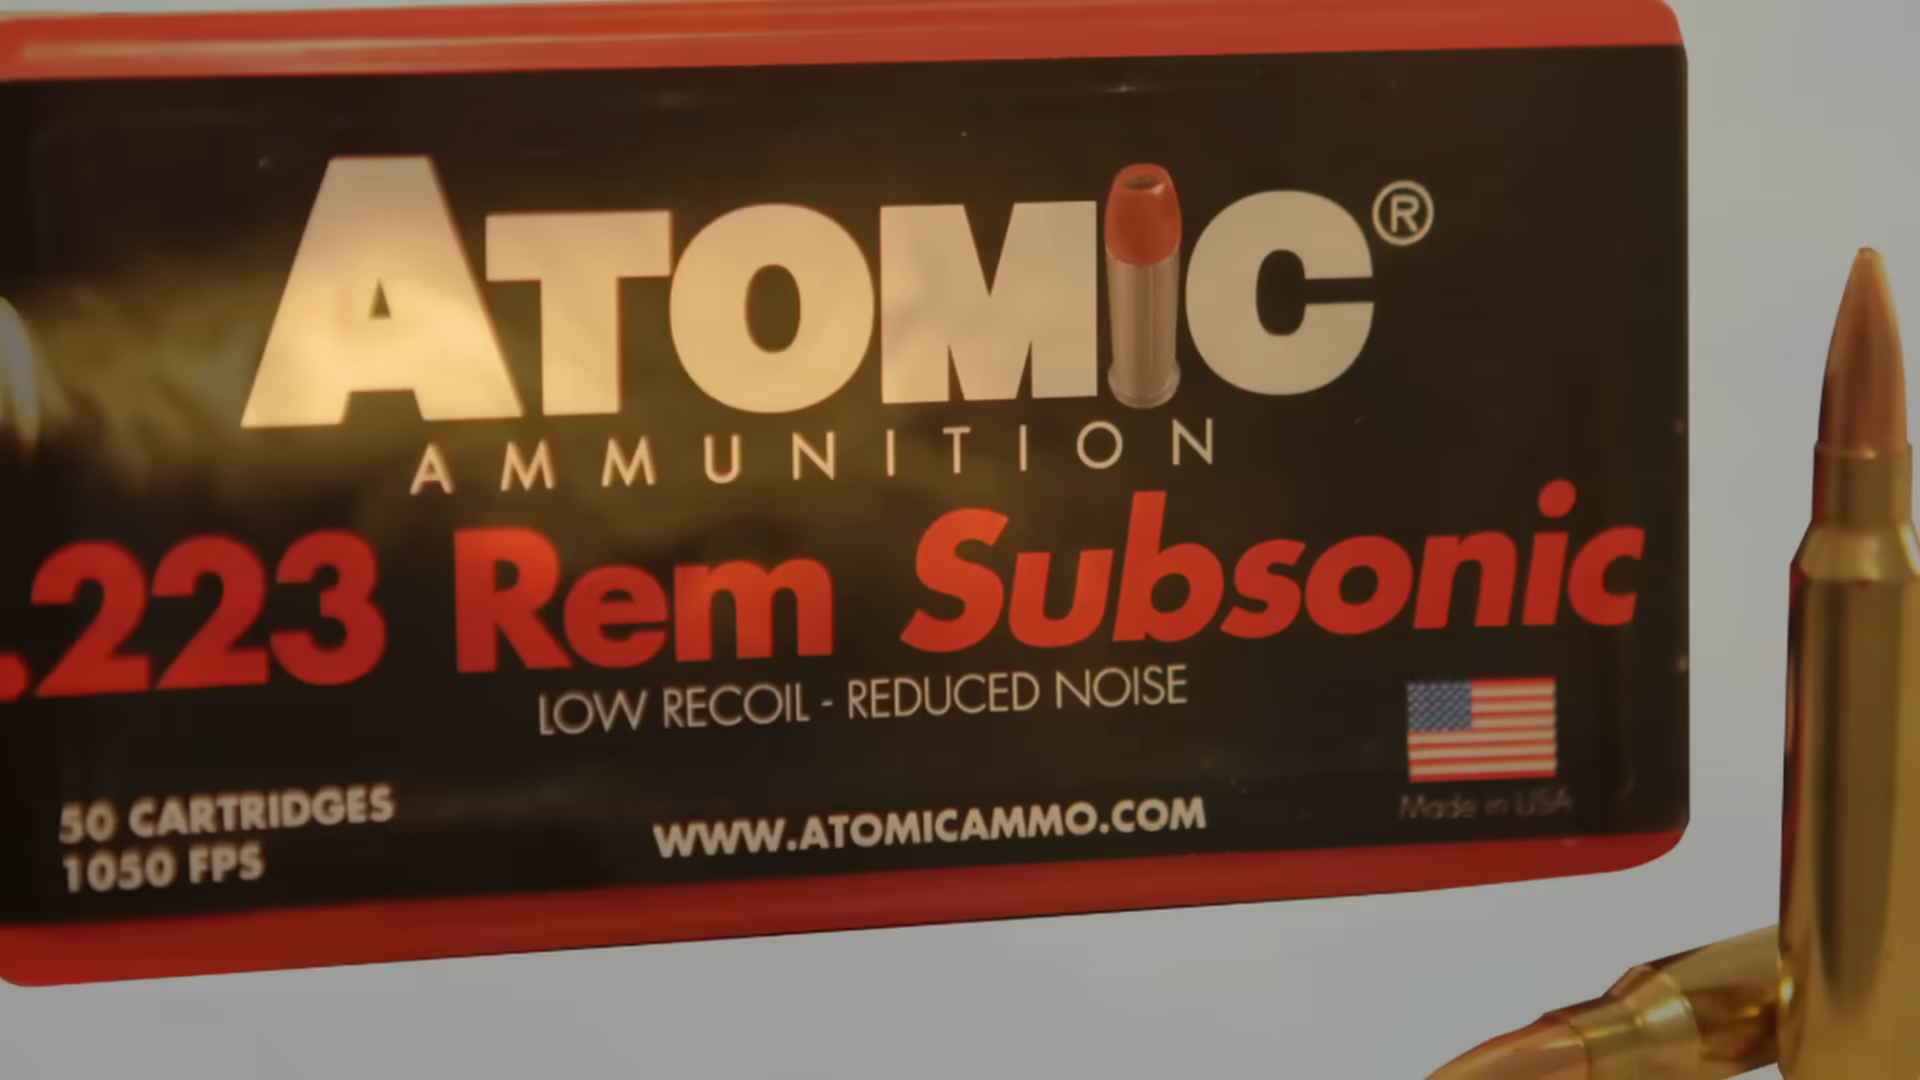 ATOMiC®
AMMUNITION
.223 Rem Subsonic
LOW RECOIL - REDUCED NOISE
50 CARTRIDGES
1050 FPS
WWW.ATOMICAMMO.COM
Made in USA